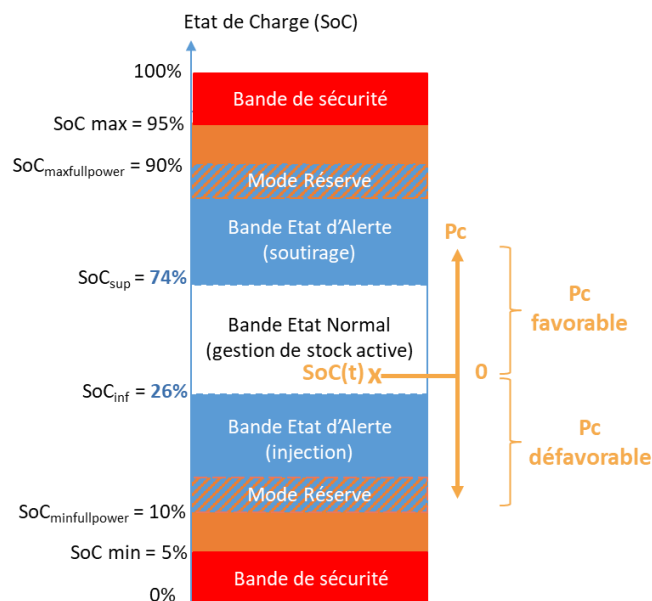 Etat de Charge (SoC)
100%
Bande de sécurité
SoC max = 95%
SoCmaxfullpower = 90%
Mode Réserve
Bande Etat d’Alerte
(soutirage)
Pc
SoCsup = 74%
Pc
favorable
Bande Etat Normal
(gestion de stock active)
SoC(t) x
0
SoCinf = 26%
Bande Etat d’Alerte
(injection)
Pc
défavorable
Mode Réserve
SoCminfullpower = 10%
SoC min = 5%
Bande de sécurité
0%